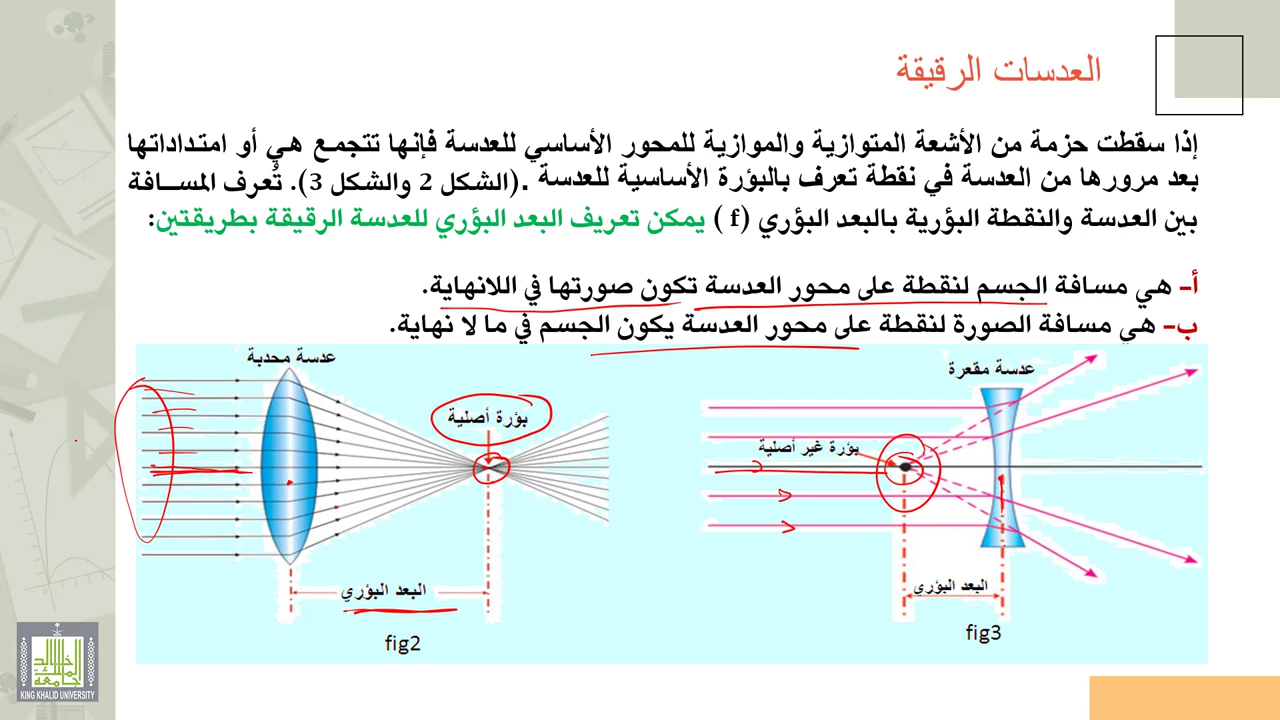 العدسات الرقيقة
إذا سقطت حزمة من الأشعة المتوازية والموازية للمحور الأساسي للعدسة فإنها تتجمع هي أو امتداداتها
بعد مرورها من العدسة في نقطة تعرف بالبؤرة الأساسية للعدسة .(الشكل 2 والشكل 3). تُعرف المسافة
بين العدسة والنقطة البؤرية بالبعد البؤري (f ) يمكن تعريف البعد البؤري للعدسة الرقيقة بطريقتين:
أ- هي مسافة الجسم لنقطة على محور العدسة تكون صورتها في اللانهاية.
ب- هي مسافة الصورة لنقطة على محور العدسة يكون الجسم في ما لا نهاية.
عدسة محدبة
بؤرة أصلية
البعد البؤري
fig2
عدسة مقعرة
بؤرة غير أصلية
البعد البؤري
fig3
جامعة الملك خالد
KING KHALID UNIVERSITY